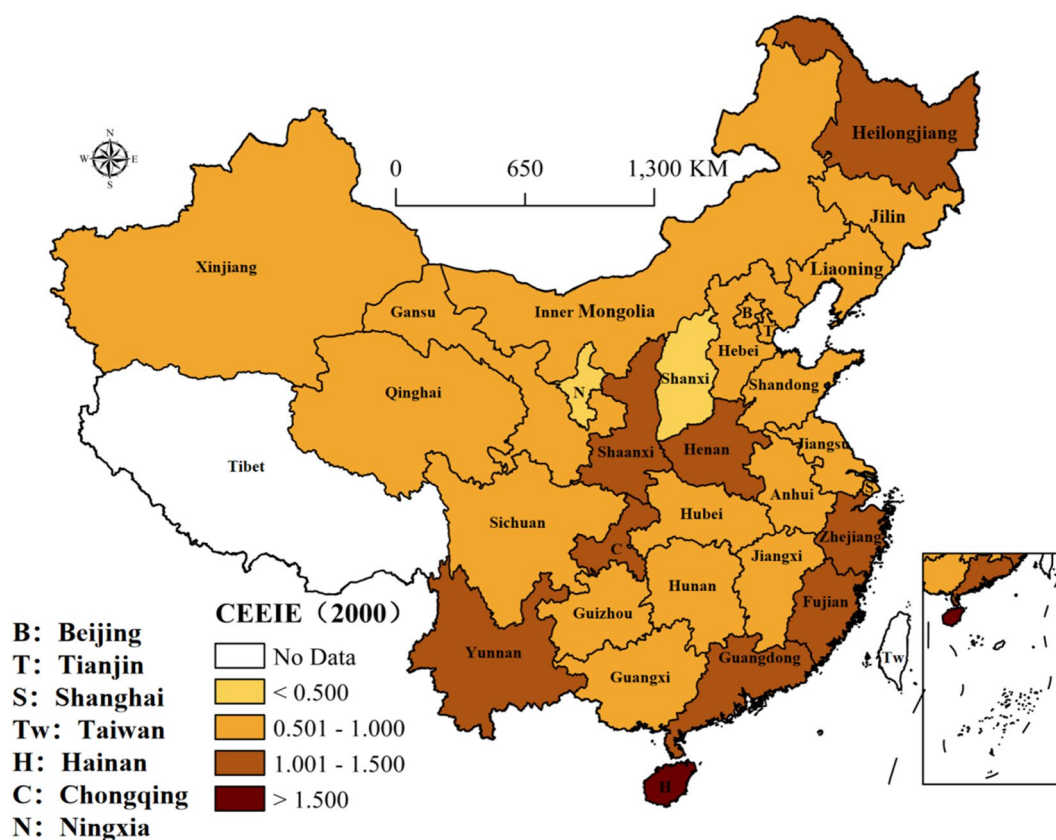 N
W E
S
0 650 1,300 KM
Heilongjiang
Jilin
Liaoning
Xinjiang
Gansu
Inner Mongolia
B
T
Hebei
Shanxi
Shandong
Qinghai
N
Shaanxi
Henan
Jiangsu
Tibet
Anhui
S
Sichuan
Hubei
Zhejiang
C
Jiangxi
Hunan
Guizhou
Fujian
Yunnan
Guangdong
Guangxi
Tw
H
CEEIE（2000）
No Data
< 0.500
0.501 - 1.000
1.001 - 1.500
> 1.500
B: Beijing
T: Tianjin
S: Shanghai
Tw: Taiwan
H: Hainan
C: Chongqing
N: Ningxia